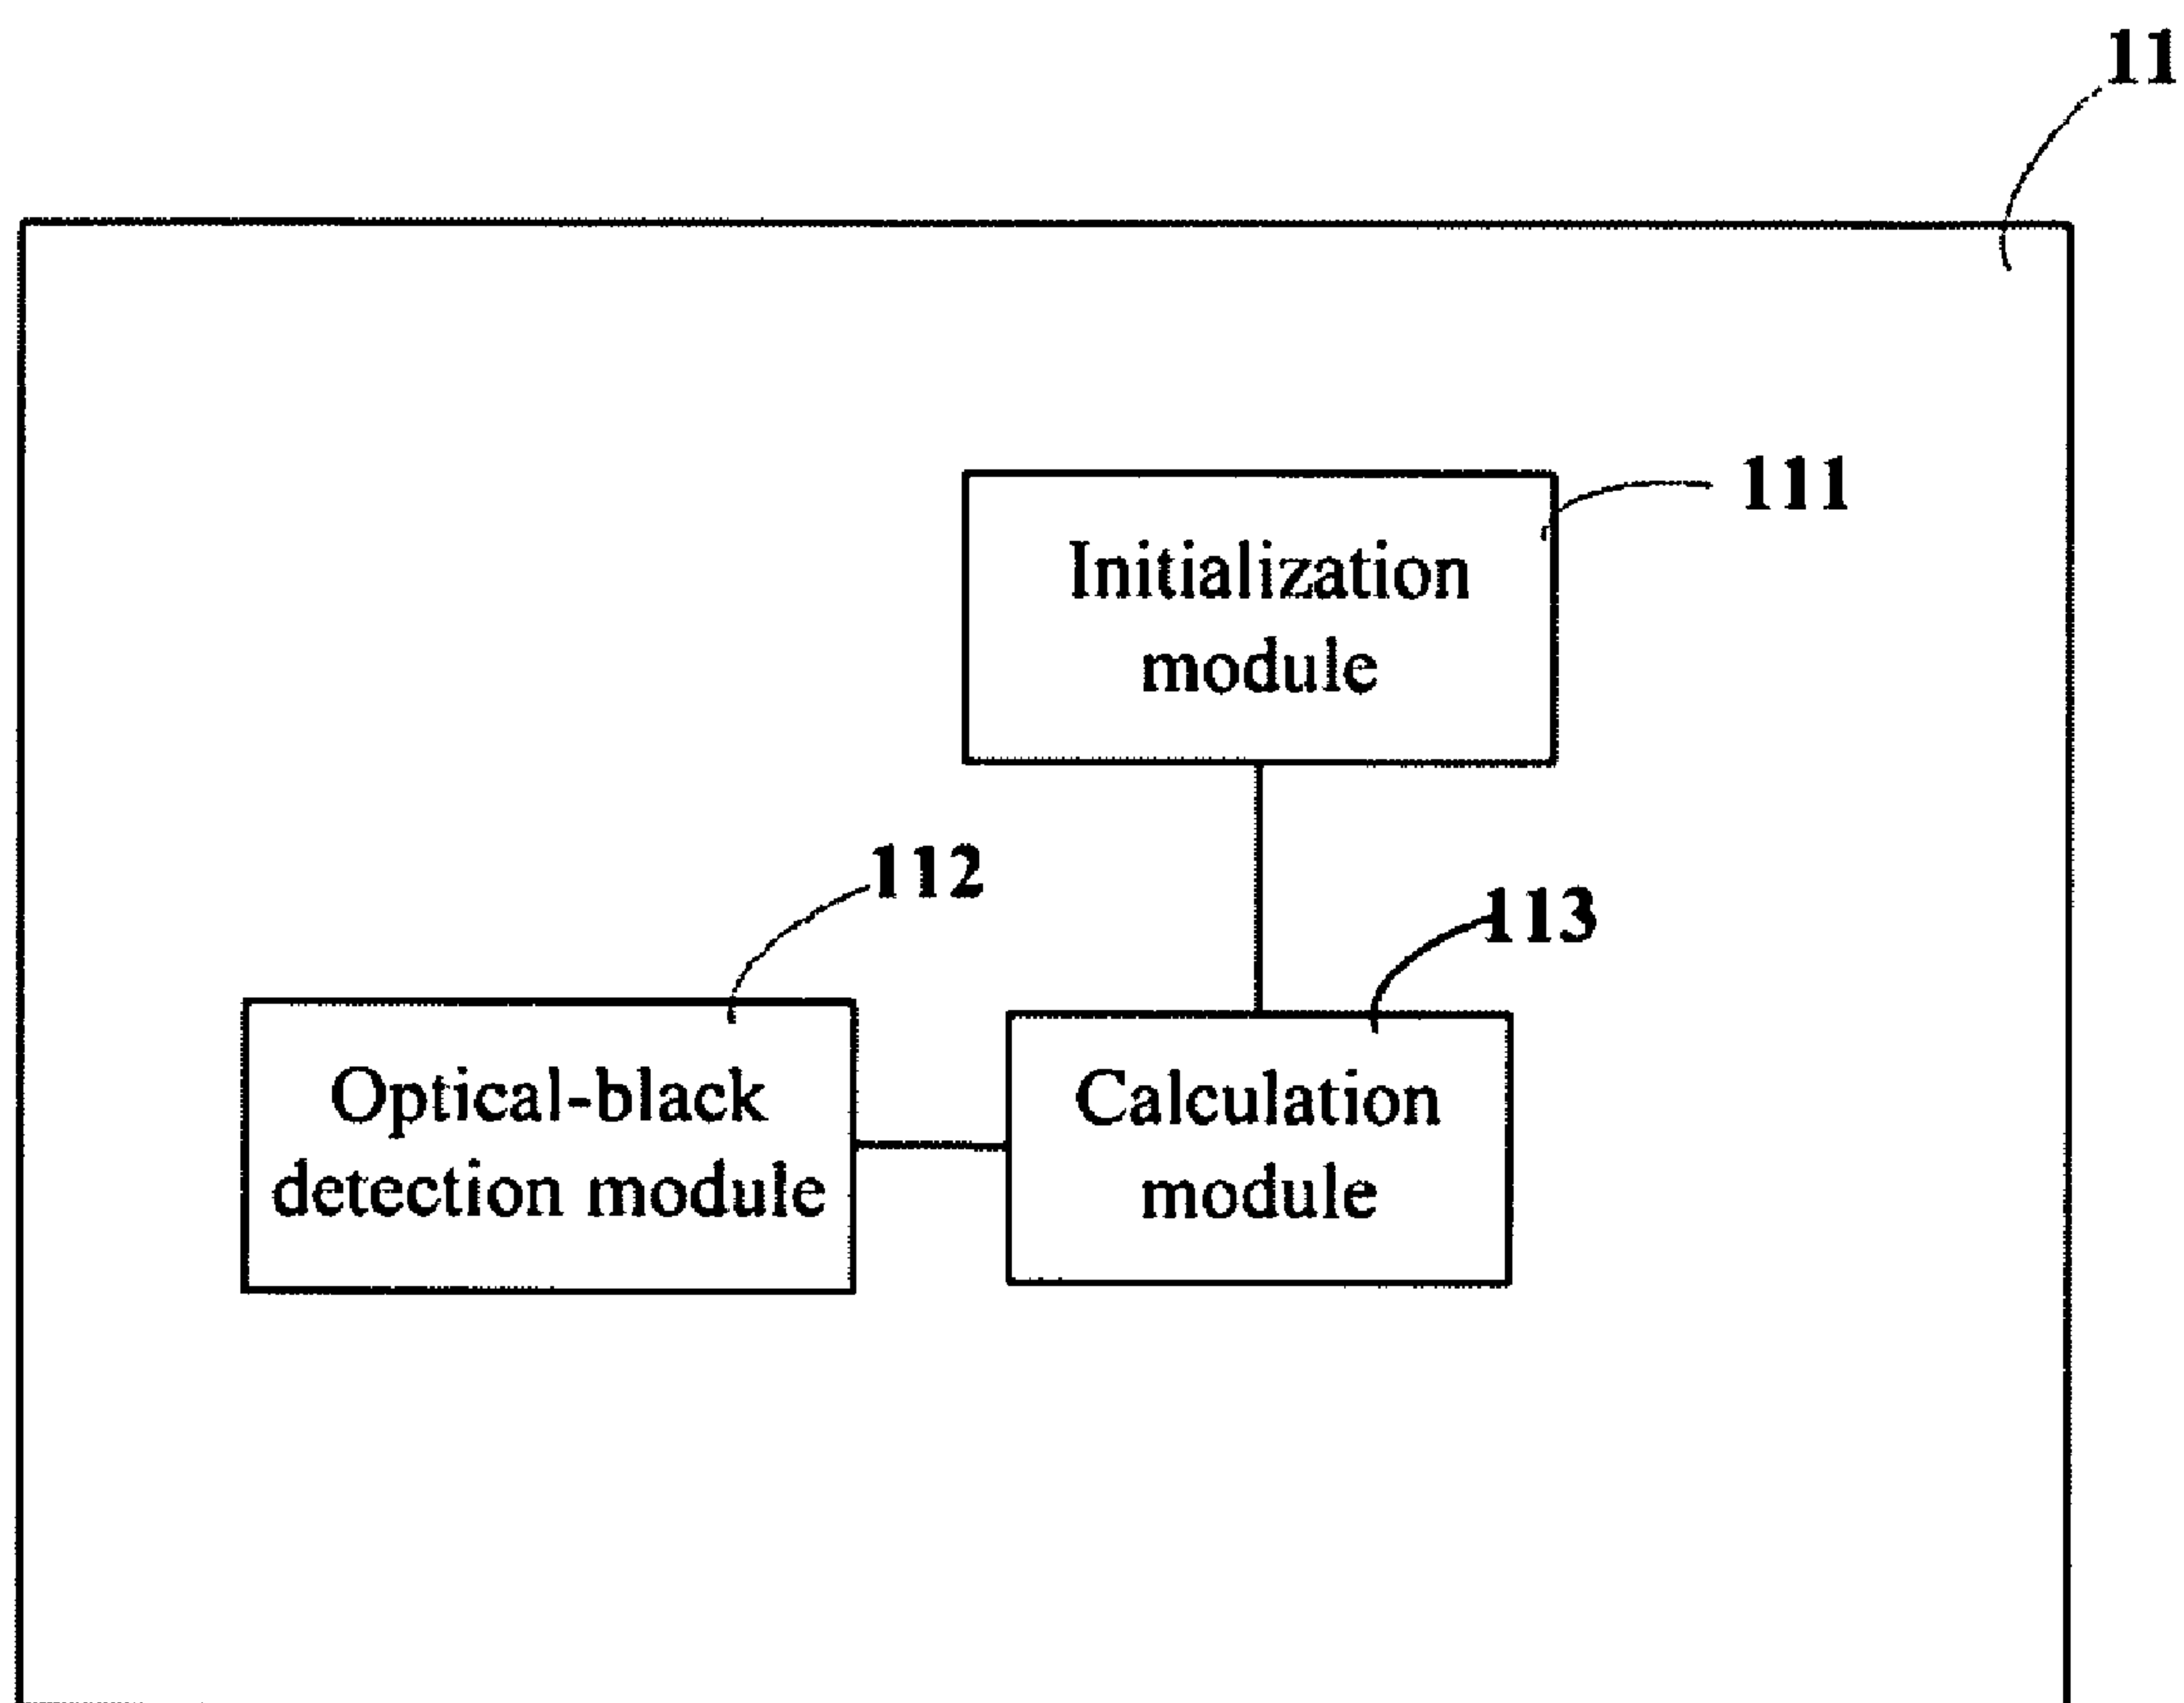 11
111
Initialization
module
112
113
Optical-black
detection module
Calculation
module